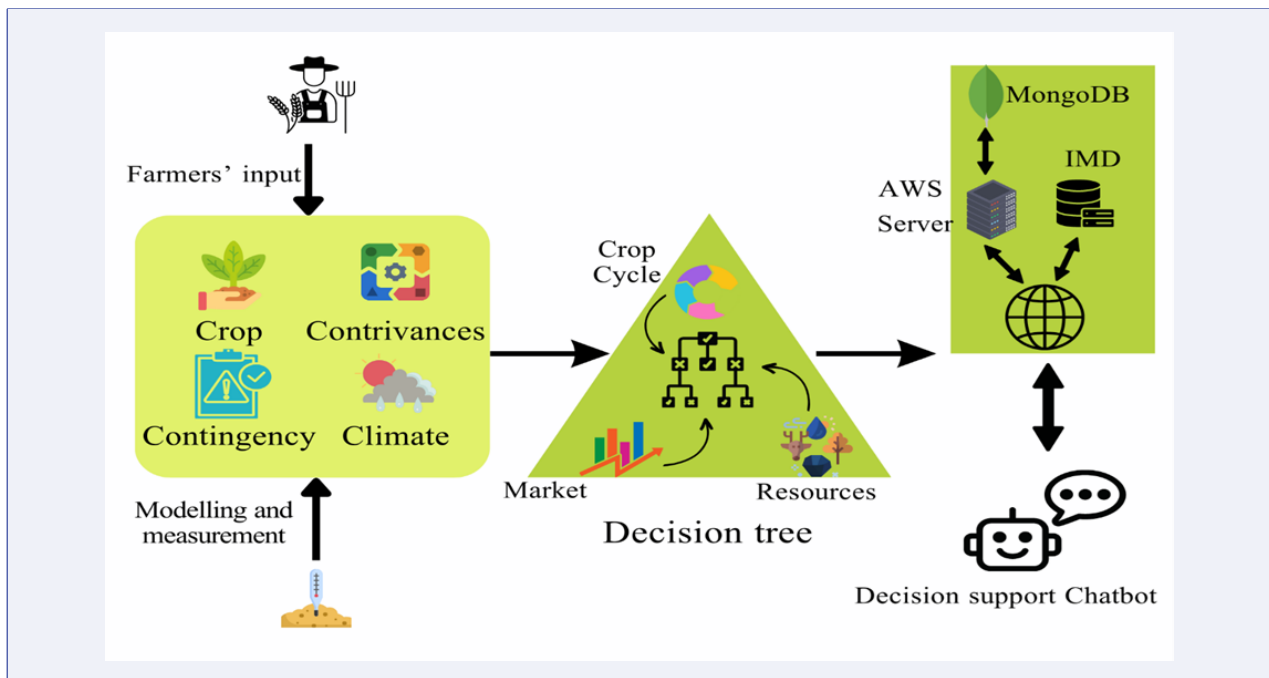 Farmers’ input
Crop
Contrivances
Contingency
Climate
Modelling and
measurement
Crop
Cycle
Market
Resources
Decision tree
MongoDB
IMD
AWS
Server
Decision support Chatbot